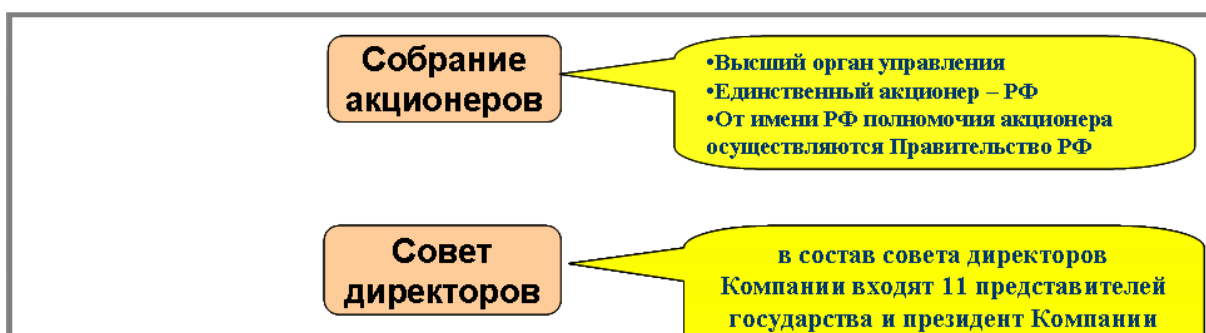 Собрание
акционеров
•Высший орган управления
•Единственный акционер – РФ
•От имени РФ полномочия акционера
осуществляются Правительство РФ
Совет
директоров
в состав совета директоров
Компании входят 11 представителей
государства и президент Компании